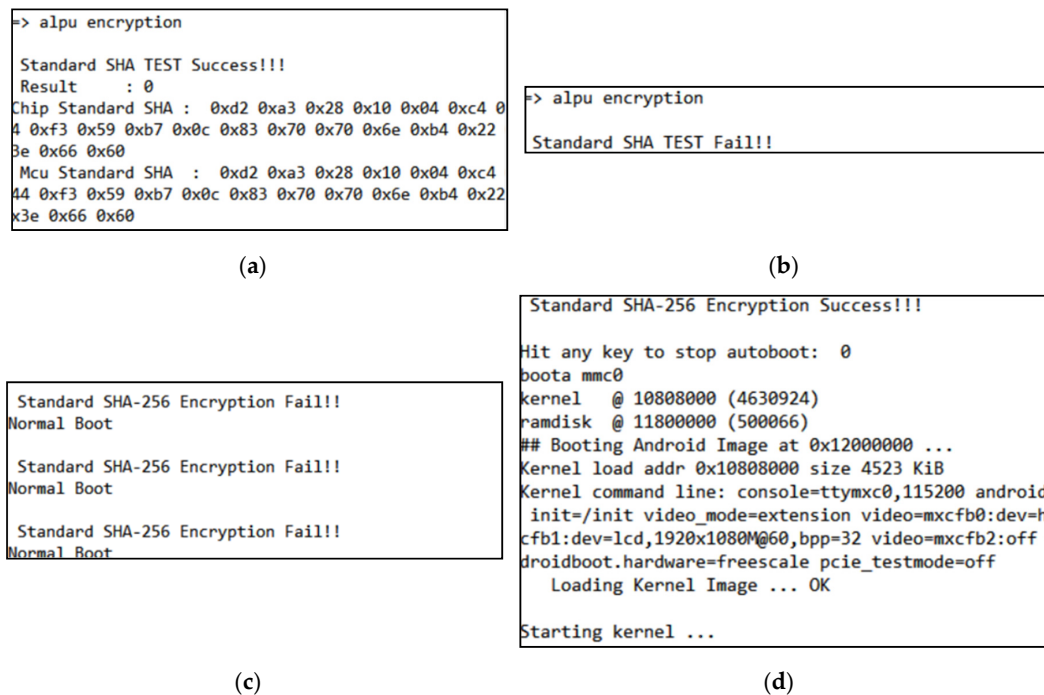 => alpu encryption
Standard SHA TEST Success!!!
Result : 0
Chip Standard SHA : 0xd2 0xa3 0x28 0x10 0x04 0xc4 0
4 0xf3 0x59 0xb7 0x0c 0x83 0x70 0x70 0x6e 0xb4 0x22
3e 0x66 0x60
Mcu Standard SHA : 0xd2 0xa3 0x28 0x10 0x04 0xc4
44 0xf3 0x59 0xb7 0x0c 0x83 0x70 0x70 0x6e 0xb4 0x22
x3e 0x66 0x60
(a)
=> alpu encryption
Standard SHA TEST Fail!!
(b)
Standard SHA-256 Encryption Fail!!
Normal Boot
Standard SHA-256 Encryption Fail!!
Normal Boot
Standard SHA-256 Encryption Fail!!
Normal Boot
(c)
Standard SHA-256 Encryption Success!!!
Hit any key to stop autoboot: 0
boota mmc0
kernel @ 10808000 (4630924)
ramdisk @ 11800000 (500066)
## Booting Android Image at 0x12000000 ...
Kernel load addr 0x10808000 size 4523 KiB
Kernel command line: console=ttymxc0,115200 android
init=/init video_mode=extension video=mxcfb0:dev=h
cfb1:dev=lcd,1920x1080M@60,bpp=32 video=mxcfb2:off
droidboot.hardware=freescale pcie_testmode=off
Loading Kernel Image ... OK
Starting kernel ...
(d)